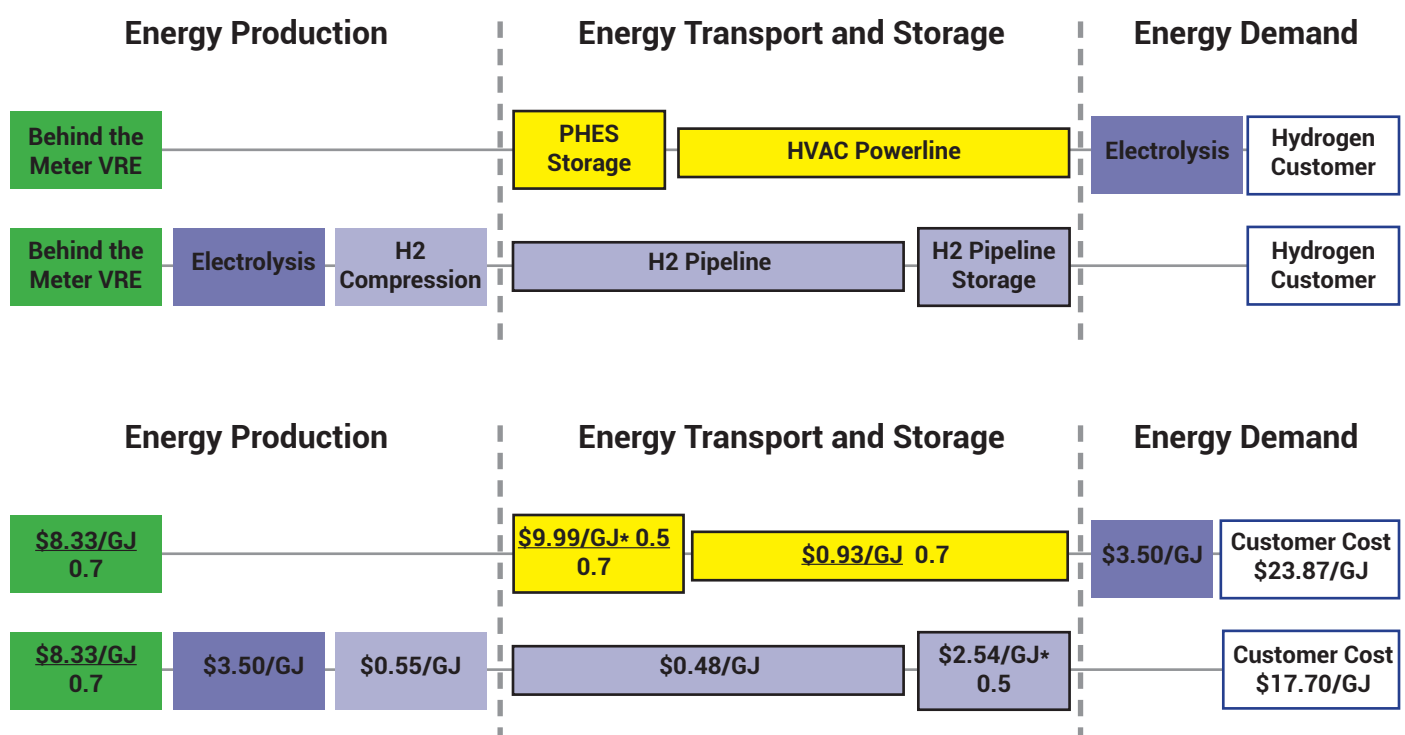 Energy Production
Energy Transport and Storage
Energy Demand
Behind the
Meter VRE
PHES
Storage
HVAC Powerline
Electrolysis
Hydrogen
Customer
Behind the
Meter VRE
Electrolysis
H2
Compression
H2 Pipeline
H2 Pipeline
Storage
Hydrogen
Customer
Energy Production
Energy Transport and Storage
Energy Demand
$8.33/GJ
0.7
$9.99/GJ* 0.5
0.7
$0.93/GJ 0.7
$3.50/GJ
Customer Cost
$23.87/GJ
$8.33/GJ
0.7
$3.50/GJ
$0.55/GJ
$0.48/GJ
$2.54/GJ*
0.5
Customer Cost
$17.70/GJ